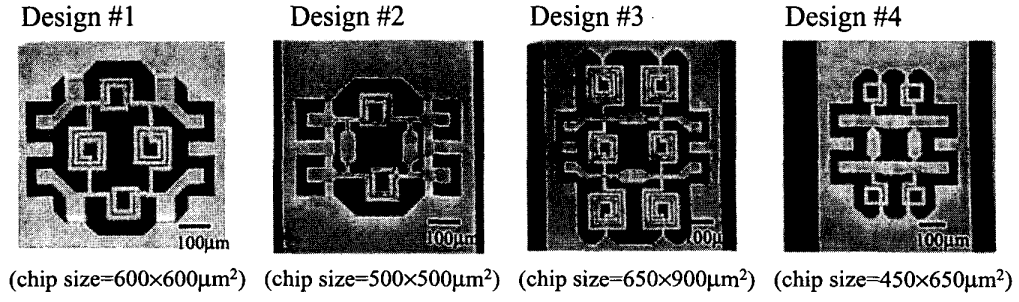 Design #1
Design #2
Design #3
Design #4
100μm
100μm
00μ
100μm
(chip size=600×600μm²)
(chip size=500×500μm²)
(chip size=650×900μm²)
(chip size=450×650μm²)